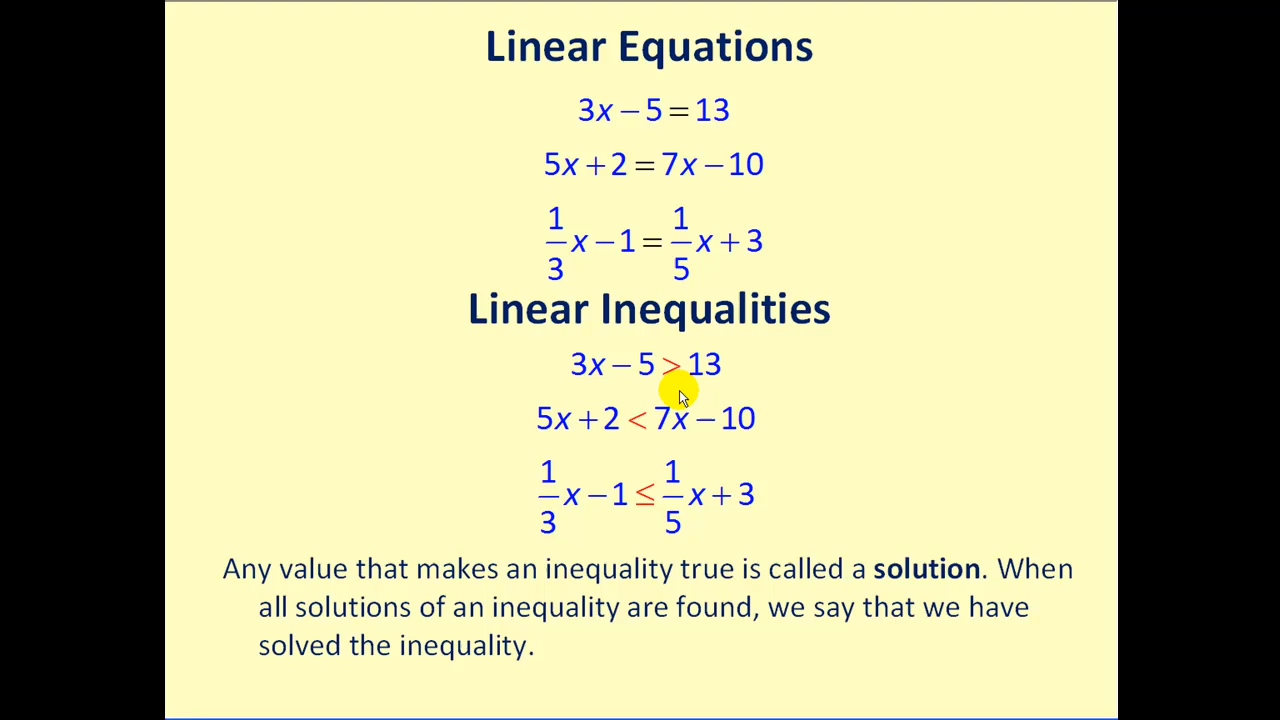 Linear Equations
3x − 5 = 13
5x + 2 = 7x − 10
1/3 x − 1 = 1/5 x + 3
Linear Inequalities
3x − 5 > 13
5x + 2 < 7x − 10
1/3 x − 1 ≤ 1/5 x + 3
Any value that makes an inequality true is called a solution. When
all solutions of an inequality are found, we say that we have
solved the inequality.